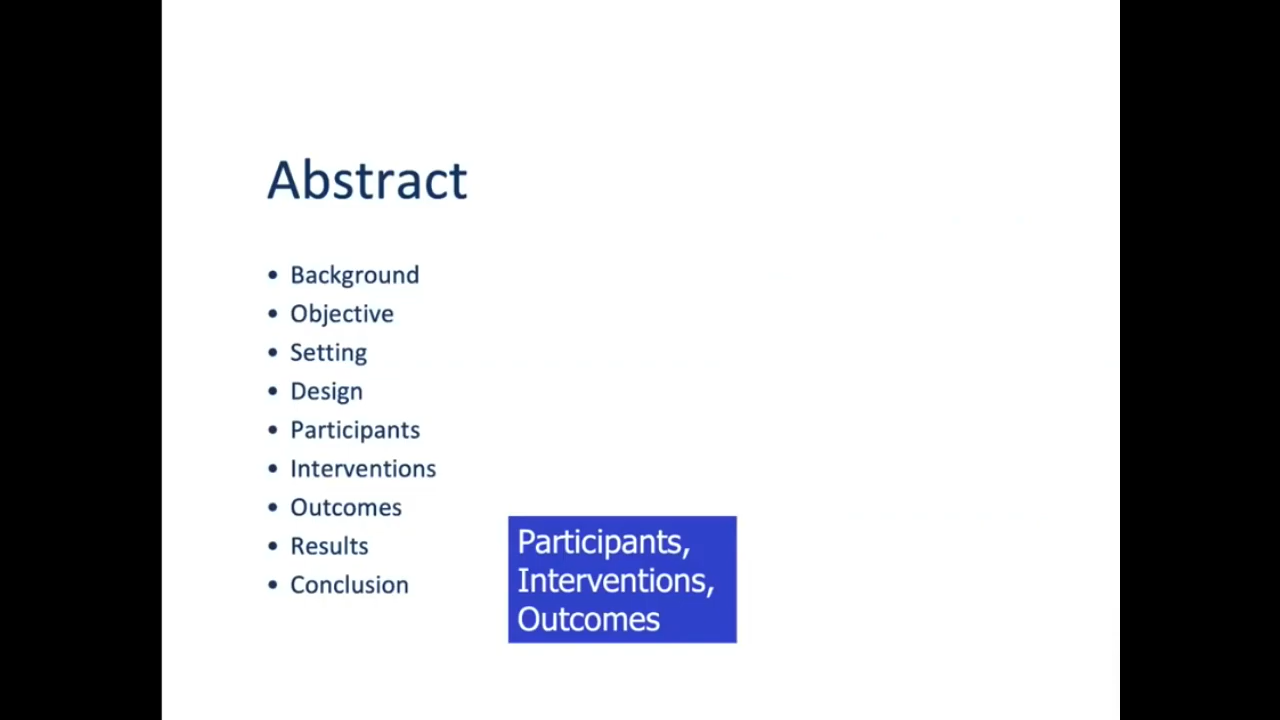 Abstract
• Background
• Objective
• Setting
• Design
• Participants
• Interventions
• Outcomes
• Results
• Conclusion
Participants,
Interventions,
Outcomes